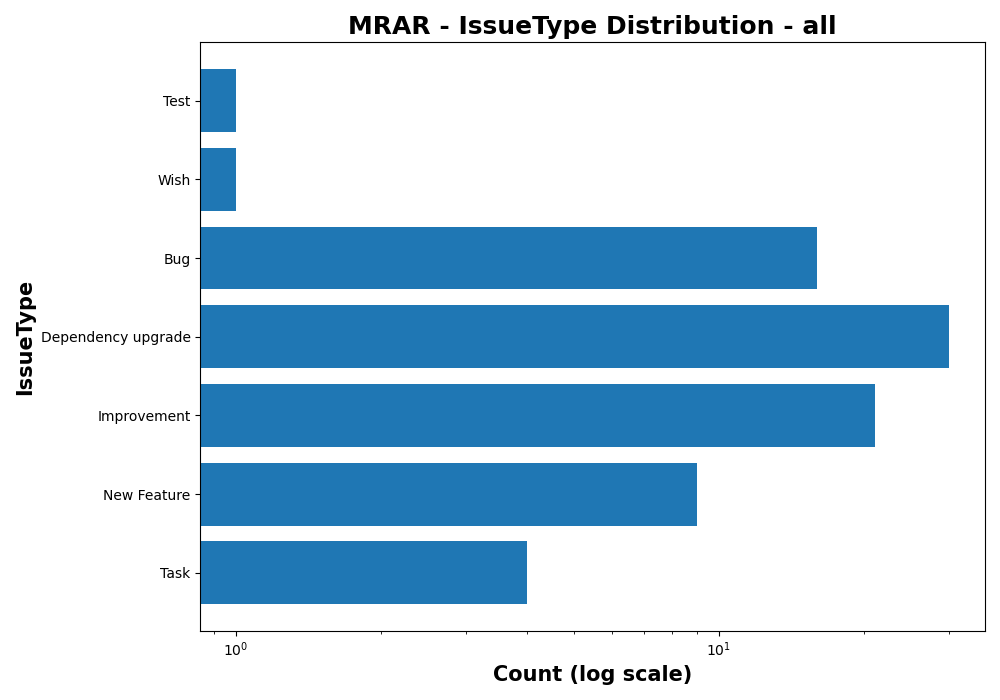 MRAR - IssueType Distribution - all
IssueType
Test
Wish
Bug
Dependency upgrade
Improvement
New Feature
Task
10⁰
10¹
Count (log scale)